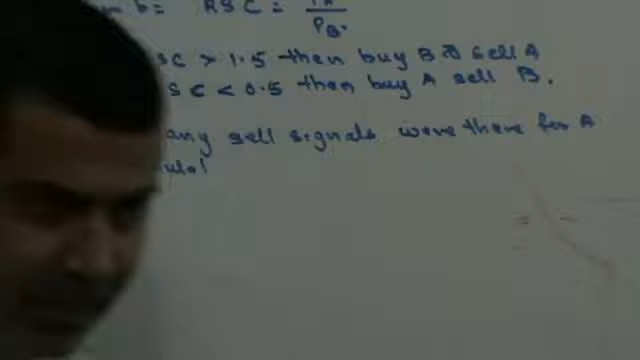 b= RSC = PA
PB.
SC > 1.5 then buy B & sell A
SC < 0.5 then buy A sell B.
any sell signals were there for A